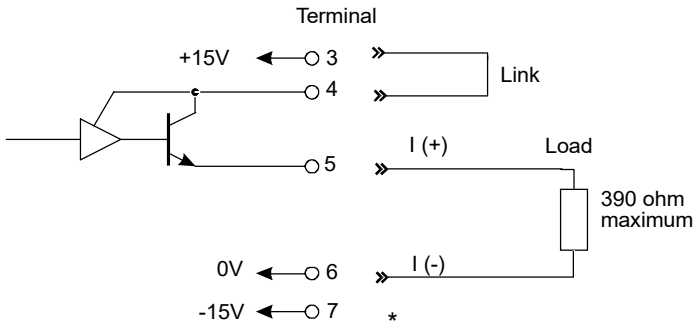 Terminal
+15V
3
4
Link
5
I (+)
Load
390 ohm
maximum
0V
6
I (-)
-15V
7
*